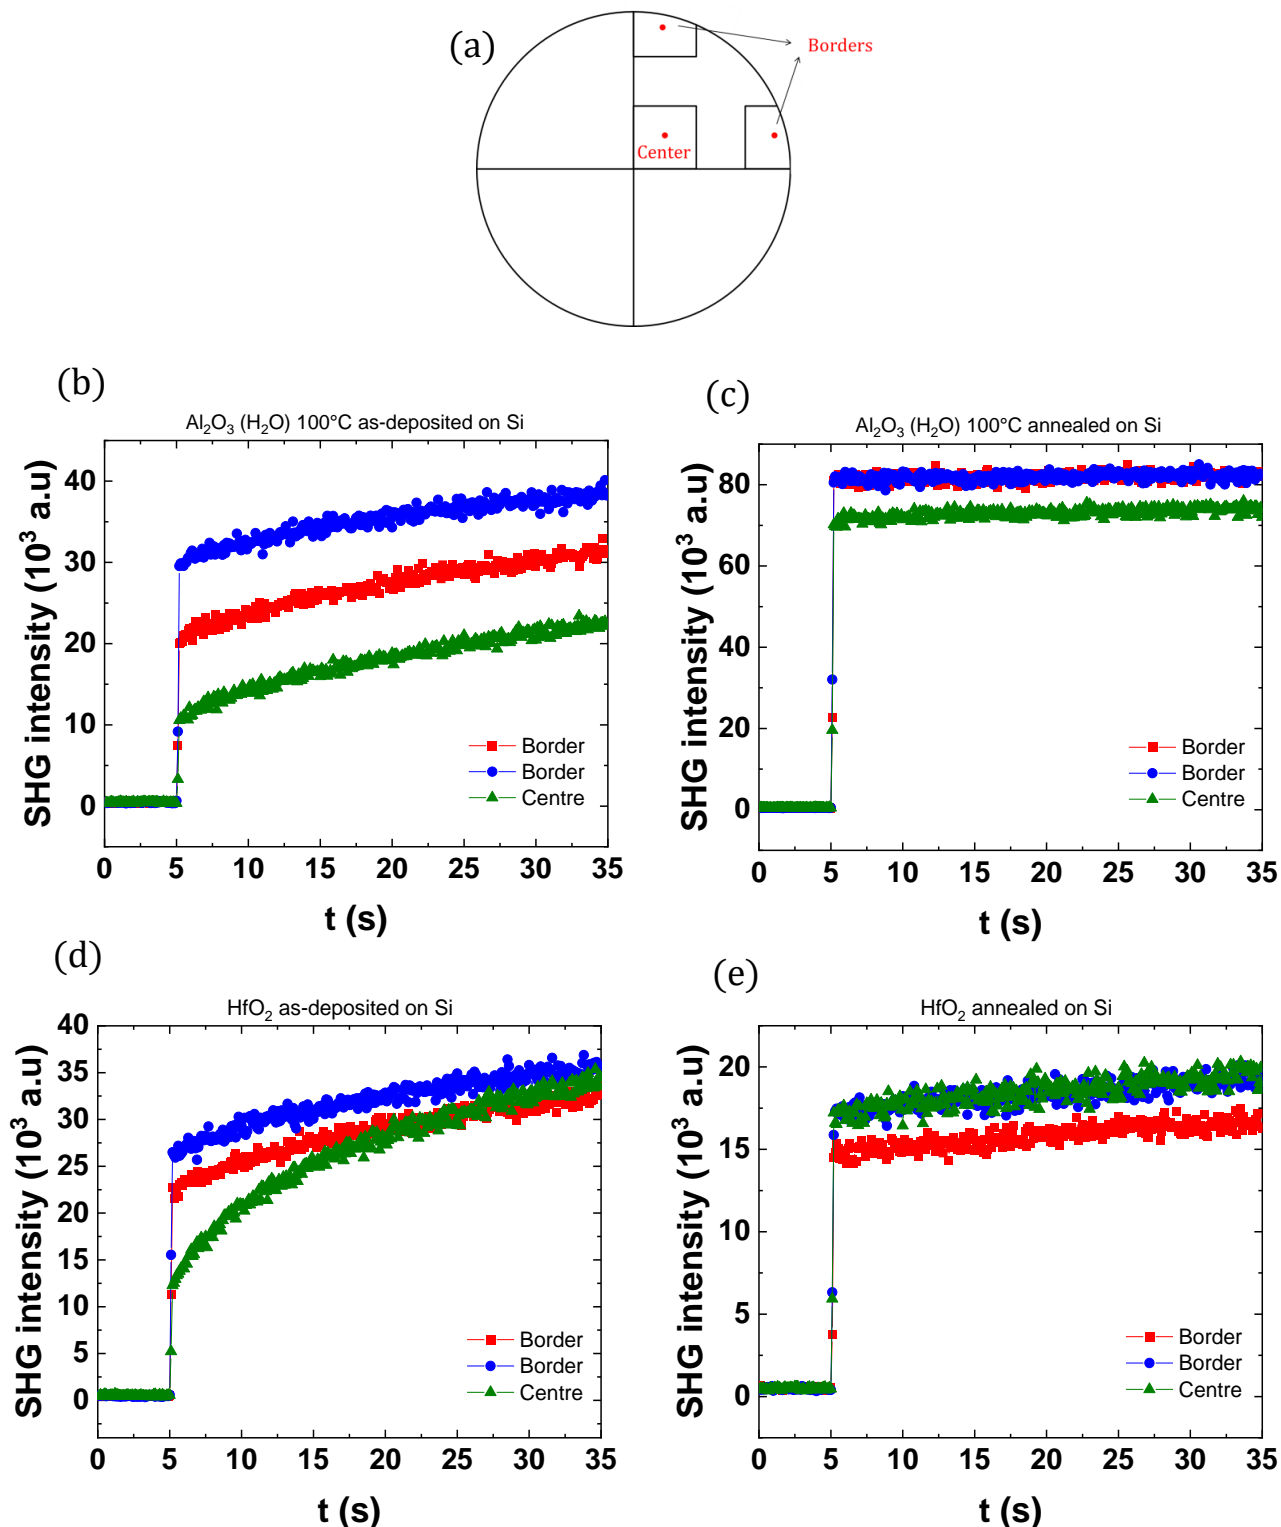 (a)
Borders
Center
(b)
Al₂O₃ (H₂O) 100°C as-deposited on Si
SHG intensity (10³ a.u)
40
30
20
10
0
Border
Border
Centre
0 5 10 15 20 25 30 35
t (s)
(c)
Al₂O₃ (H₂O) 100°C annealed on Si
SHG intensity (10³ a.u)
80
60
40
20
0
Border
Border
Centre
0 5 10 15 20 25 30 35
t (s)
(d)
HfO₂ as-deposited on Si
SHG intensity (10³ a.u)
40
35
30
25
20
15
10
5
0
Border
Border
Centre
0 5 10 15 20 25 30 35
t (s)
(e)
HfO₂ annealed on Si
SHG intensity (10³ a.u)
20
15
10
5
0
Border
Border
Centre
0 5 10 15 20 25 30 35
t (s)